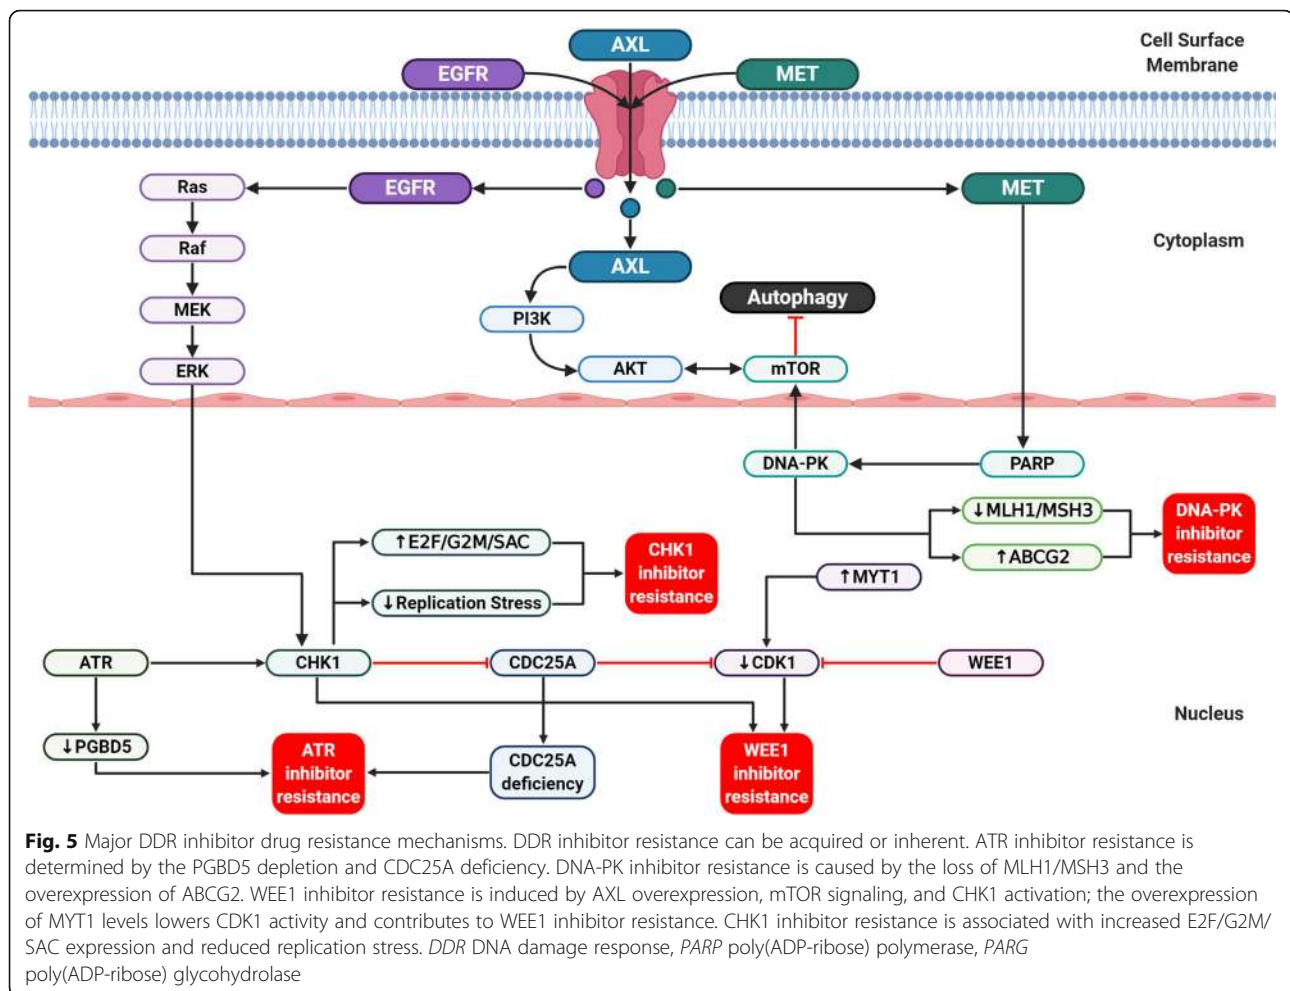 AXL
Cell Surface
Membrane
EGFR
MET
Ras
EGFR
MET
Raf
Cytoplasm
AXL
Autophagy
MEK
PI3K
ERK
AKT
mTOR
DNA-PK
PARP
↓MLH1/MSH3
DNA-PK
inhibitor
resistance
↑E2F/G2M/SAC
CHK1
inhibitor
resistance
↑ABCG2
↑MYT1
↓Replication Stress
ATR
CHK1
CDC25A
↓CDK1
WEE1
Nucleus
↓PGBD5
ATR
inhibitor
resistance
CDC25A
deficiency
WEE1
inhibitor
resistance
Fig. 5 Major DDR inhibitor drug resistance mechanisms. DDR inhibitor resistance can be acquired or inherent. ATR inhibitor resistance is
determined by the PGBD5 depletion and CDC25A deficiency. DNA-PK inhibitor resistance is caused by the loss of MLH1/MSH3 and the
overexpression of ABCG2. WEE1 inhibitor resistance is induced by AXL overexpression, mTOR signaling, and CHK1 activation; the overexpression
of MYT1 levels lowers CDK1 activity and contributes to WEE1 inhibitor resistance. CHK1 inhibitor resistance is associated with increased E2F/G2M/
SAC expression and reduced replication stress. DDR DNA damage response, PARP poly(ADP-ribose) polymerase, PARG
poly(ADP-ribose) glycohydrolase